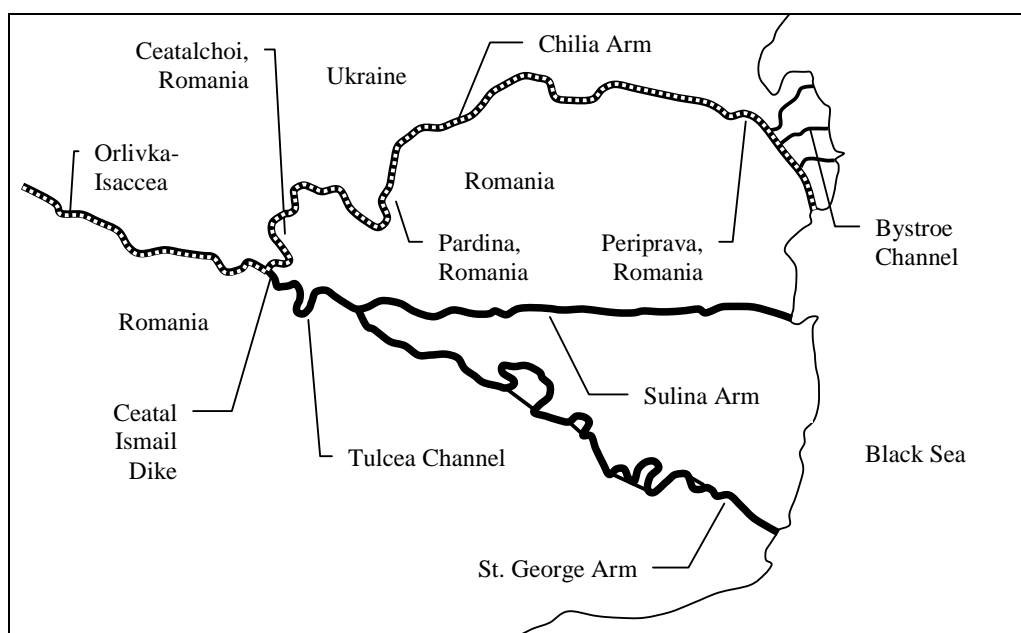 Ceatalchoi,
Romania
Ukraine
Chilia Arm
Orlivka-
Isaccea
Romania
Pardina,
Romania
Periprava,
Romania
Bystroe
Channel
Romania
Ceatal
Ismail
Dike
Tulcea Channel
Sulina Arm
Black Sea
St. George Arm